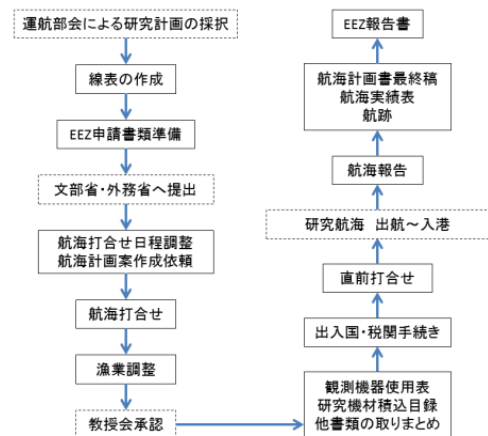 運航部会による研究計画の採択
線表の作成
EEZ申請書類準備
文部省・外務省へ提出
航海打合せ日程調整
航海計画案作成依頼
航海打合せ
漁業調整
教授会承認
観測機器使用表
研究機材積込目録
他書類の取りまとめ
出入国・税関手続き
直前打合せ
研究航海 出航～入港
航海報告
航海計画書最終稿
航海実績表
航跡
EEZ報告書